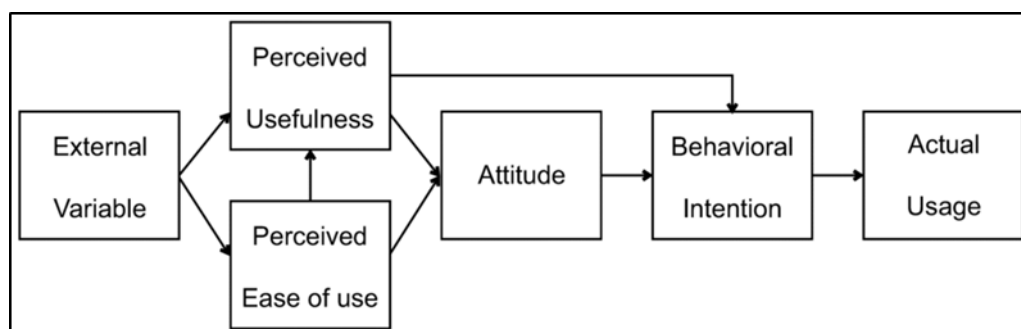 Perceived
Usefulness
External
Variable
Perceived
Ease of use
Attitude
Behavioral
Intention
Actual
Usage